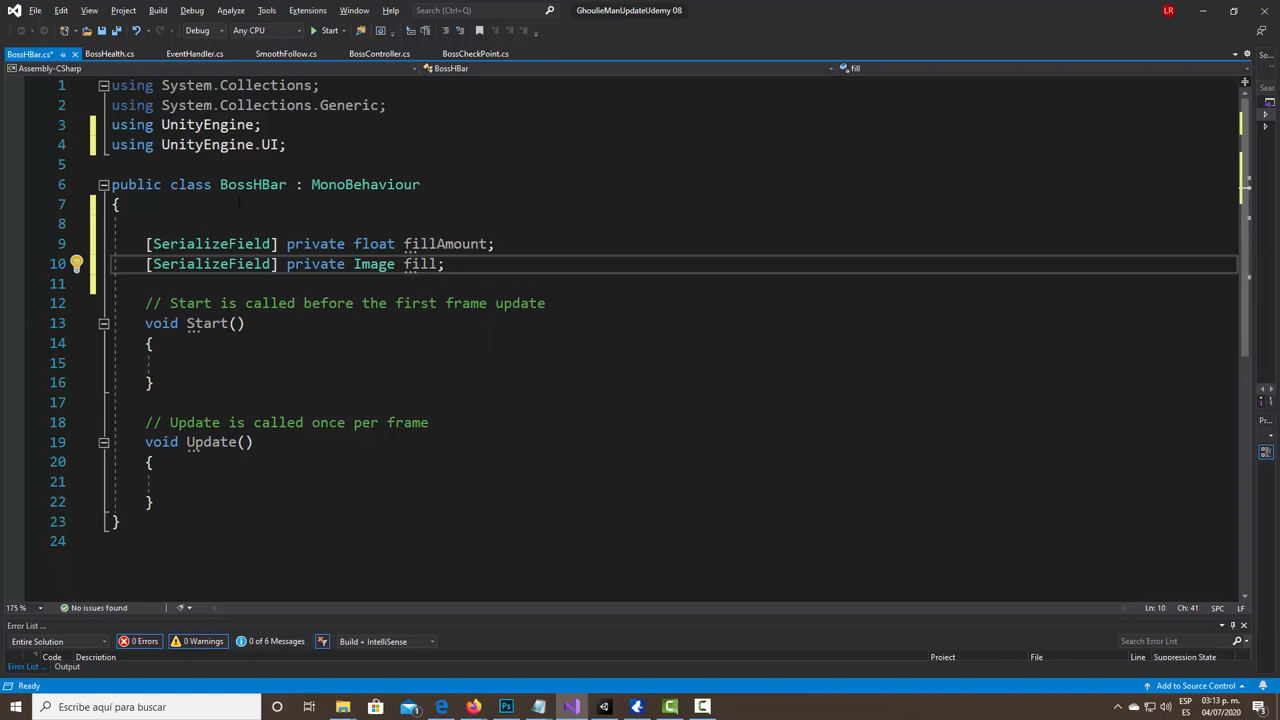 File Edit View Project Build Debug Analyze Tools Extensions Window Help Search (Ctrl+Q) GhoulieManUpdateUdemy 08 LR
Debug Any CPU Start
BossHBar.cs* BossHealth.cs EventHandler.cs SmoothFollow.cs BossController.cs BossCheckPoint.cs
Assembly-CSharp BossHBar fill
1 using System.Collections;
2 using System.Collections.Generic;
3 using UnityEngine;
4 using UnityEngine.UI;
5
6 public class BossHBar : MonoBehaviour
7 {
8
9 [SerializeField] private float fillAmount;
10 [SerializeField] private Image fill;
11
12 // Start is called before the first frame update
13 void Start()
14 {
15
16 }
17
18 // Update is called once per frame
19 void Update()
20 {
21
22 }
23 }
24
175 % No issues found Ln: 10 Ch: 41 SPC LF
Error List ...
Entire Solution 0 Errors 0 Warnings 0 of 6 Messages Build + IntelliSense Search Error List
Code Description Project File Line Suppression State
Error List ... Output
Ready Add to Source Control
Escribe aquí para buscar ESP 03:13 p.m.
ES 04/07/2020